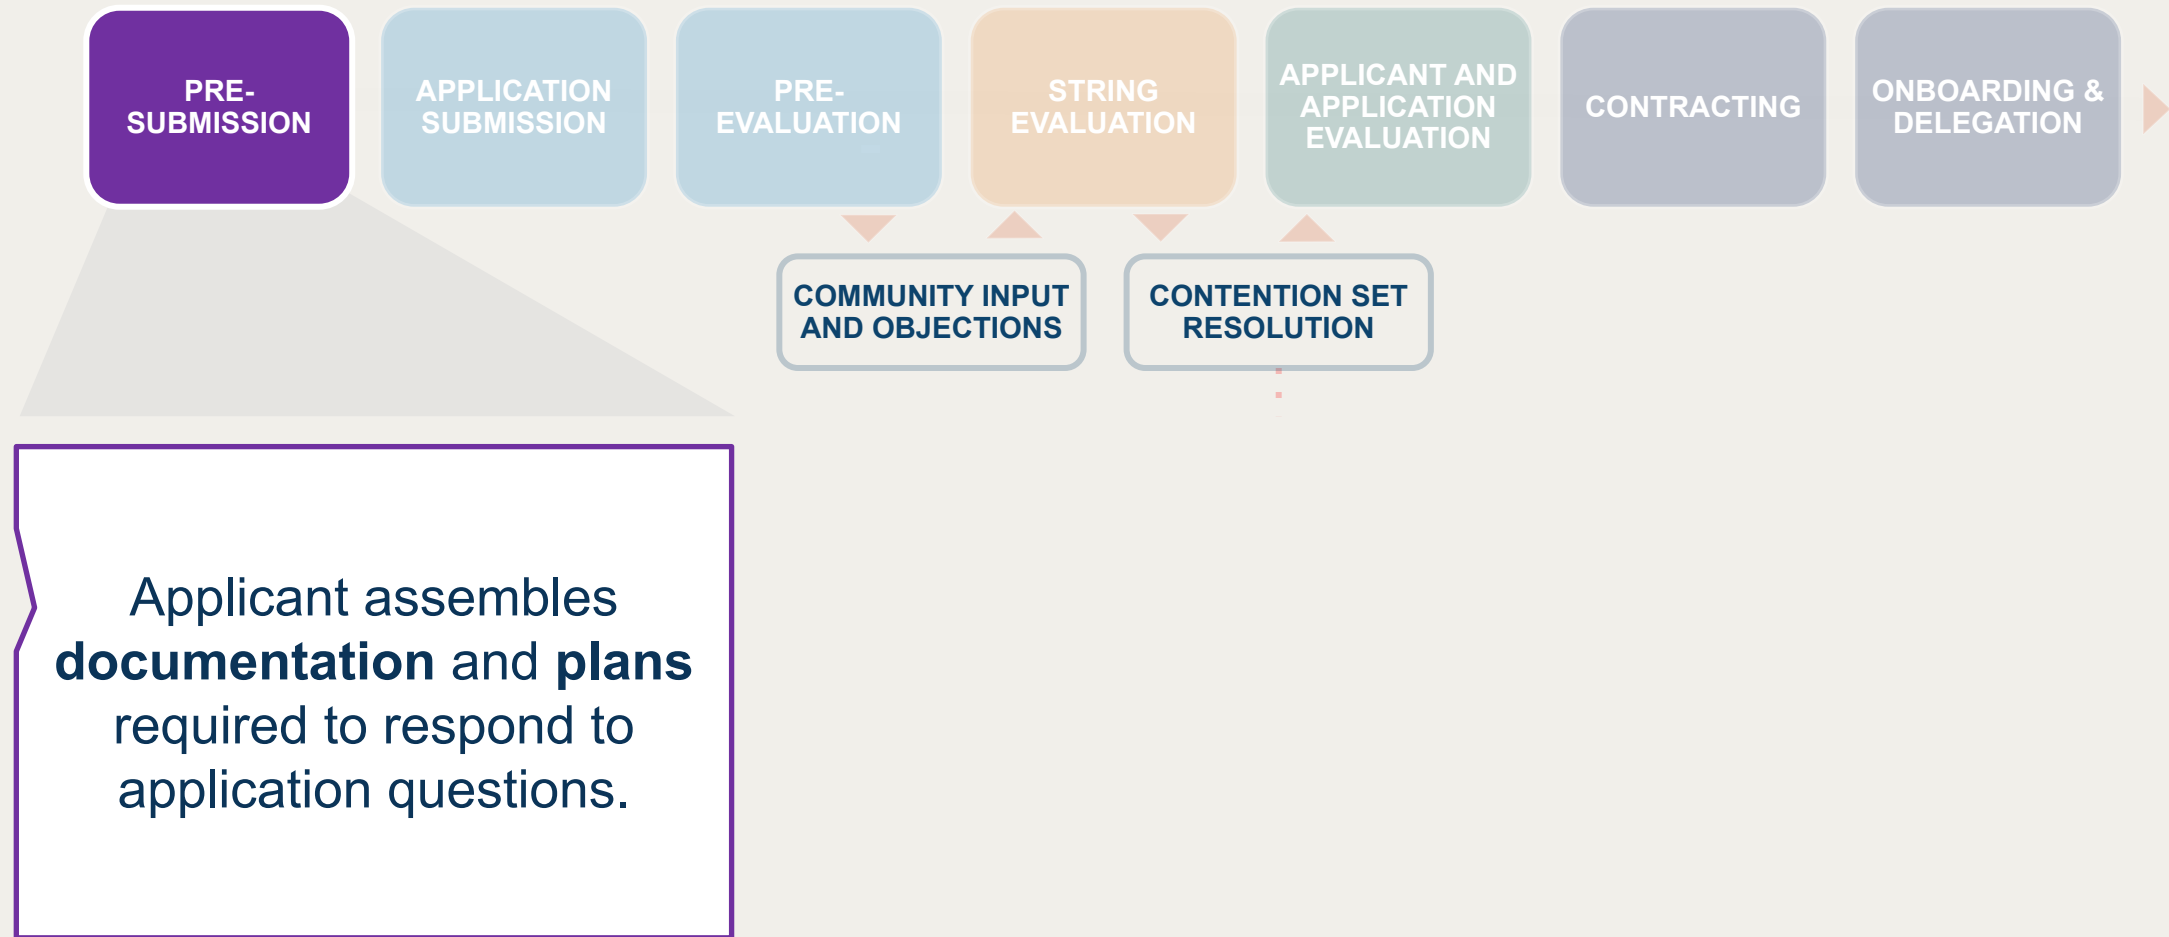 PRE-
SUBMISSION
APPLICATION
SUBMISSION
PRE-
EVALUATION
STRING
EVALUATION
APPLICANT AND
APPLICATION
EVALUATION
CONTRACTING
ONBOARDING &
DELEGATION
COMMUNITY INPUT
AND OBJECTIONS
CONTENTION SET
RESOLUTION
Applicant assembles
documentation and plans
required to respond to
application questions.